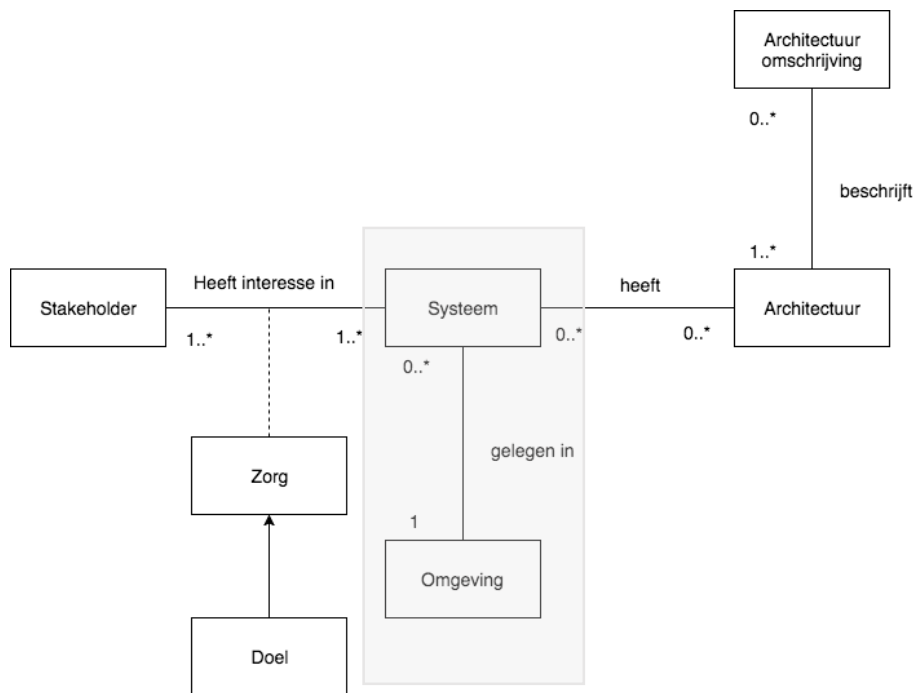 Architectuur
omschrijving
0..*
beschrijft
1..*
Stakeholder
Heeft interesse in
1..*
1..*
Systeem
0..*
0..*
heeft
0..*
Architectuur
gelegen in
Zorg
1
Omgeving
Doel